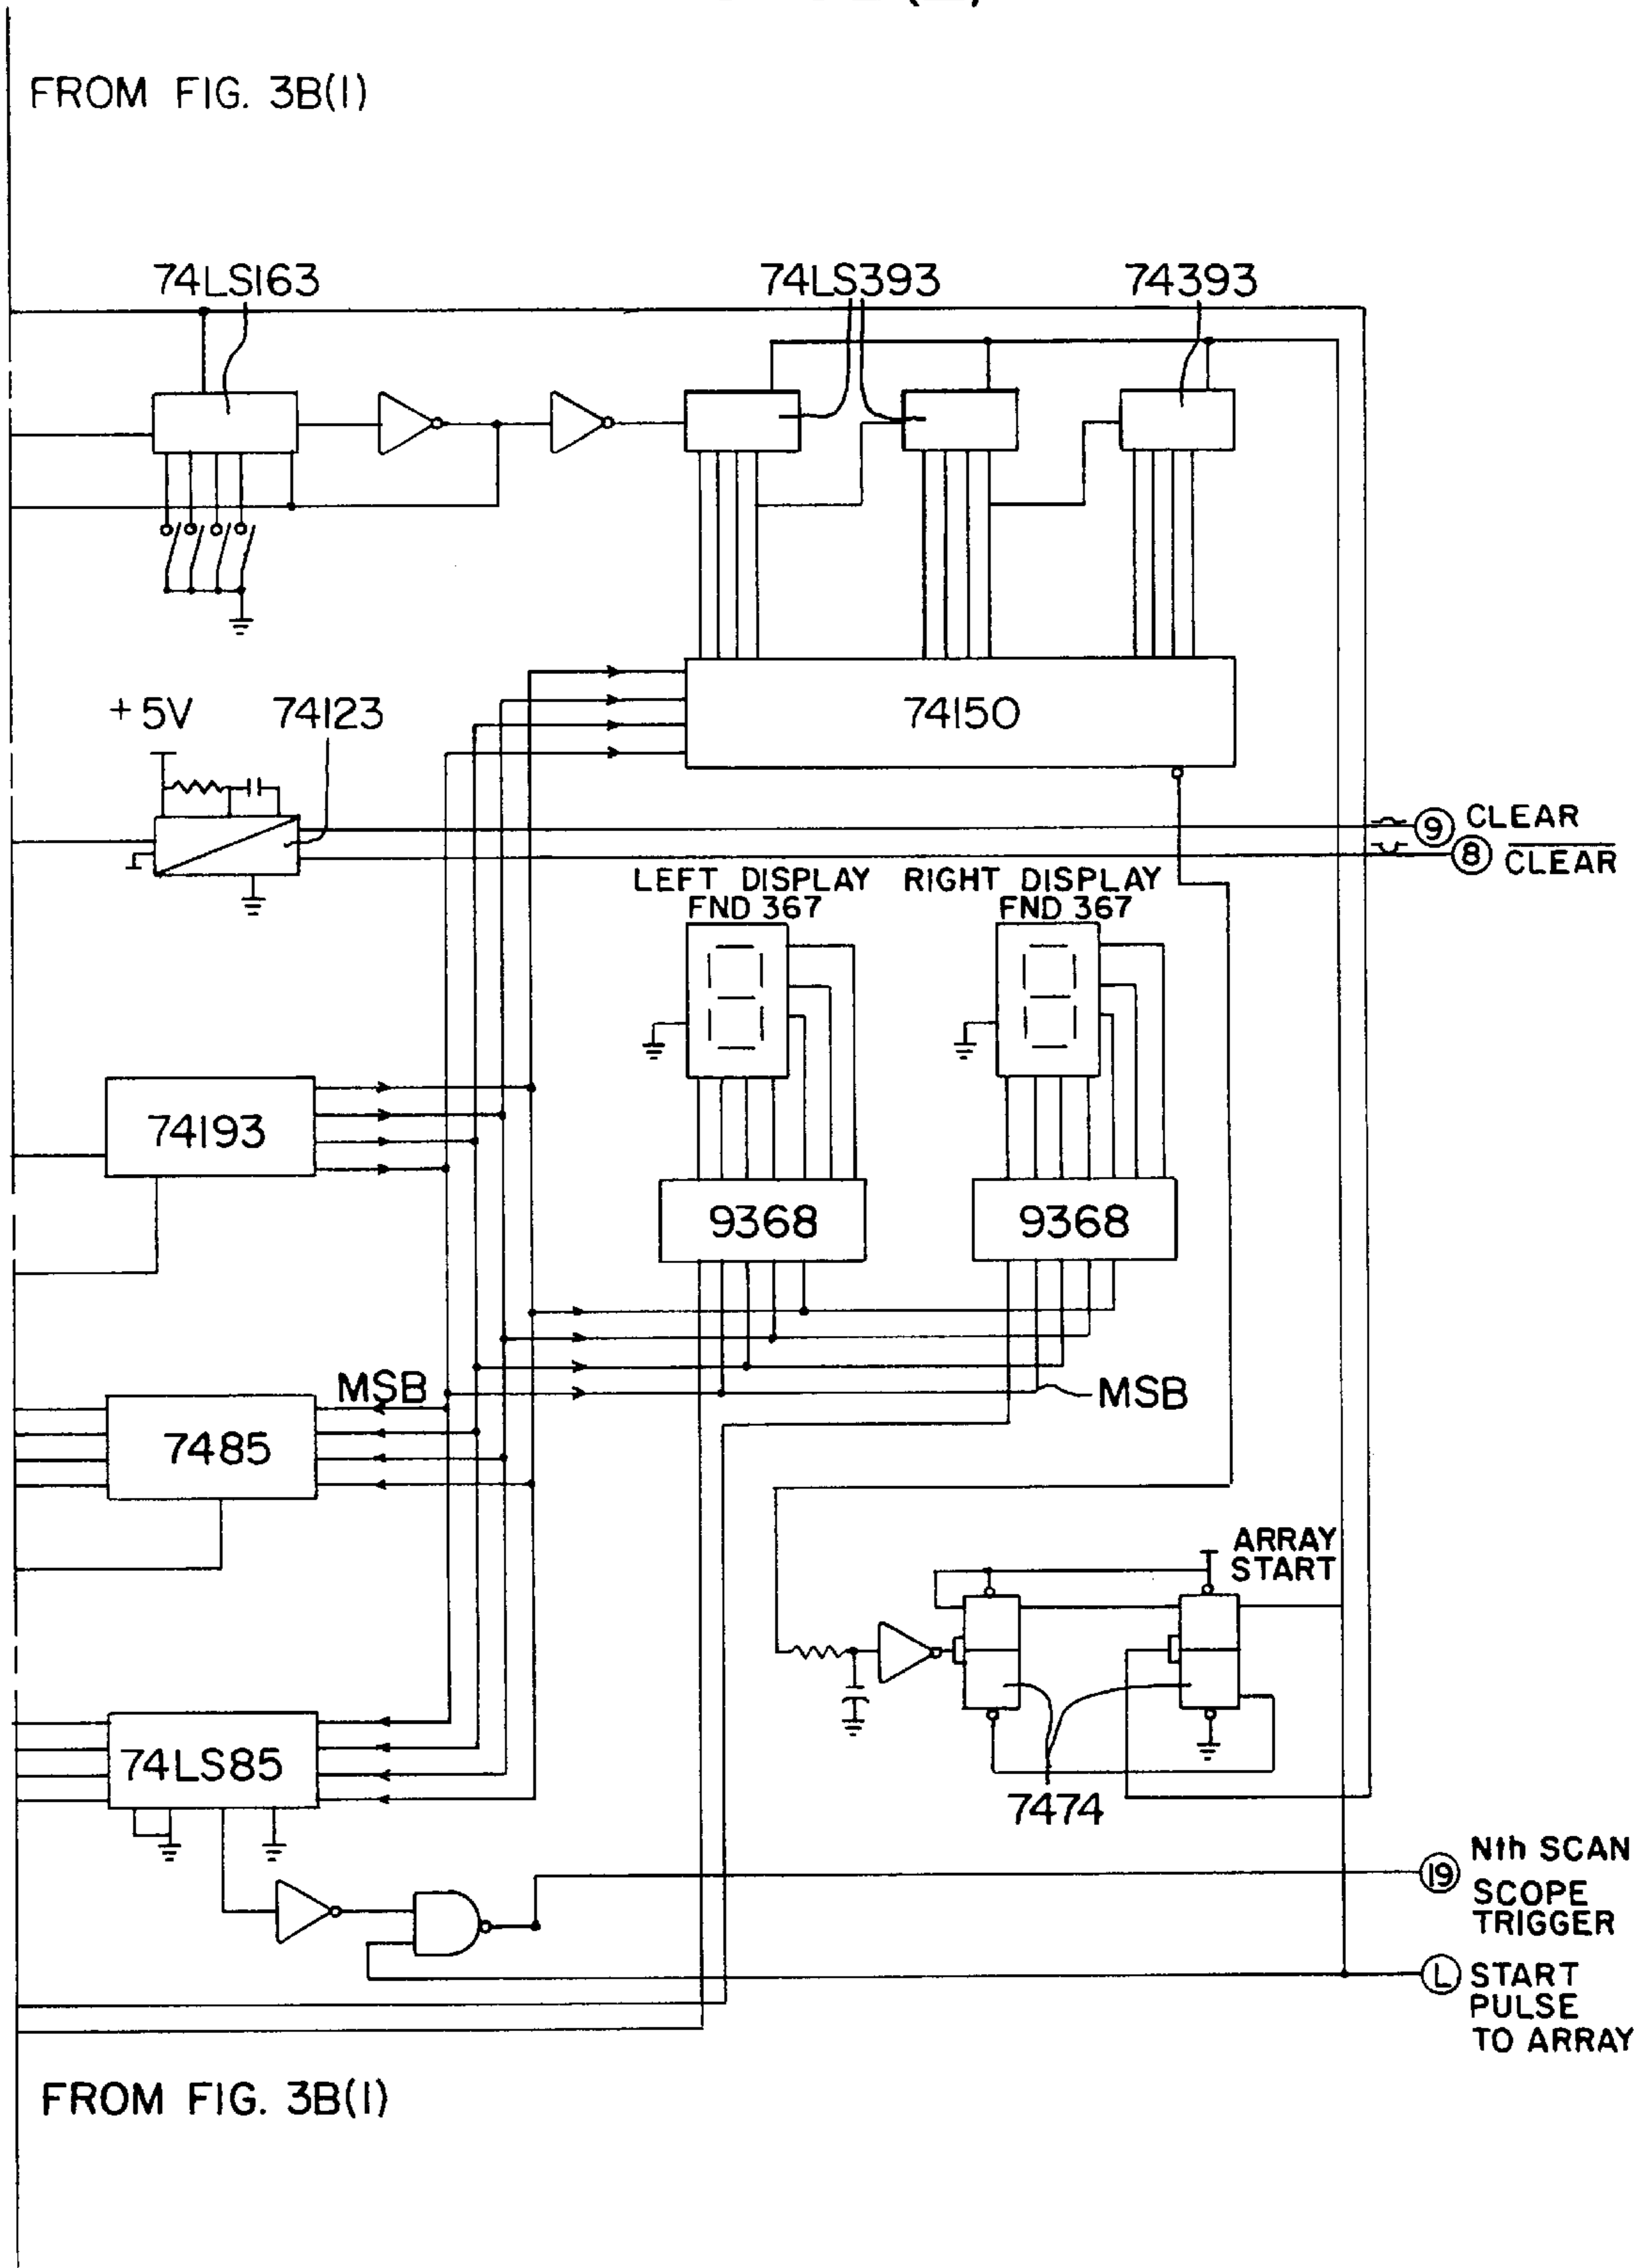 FROM FIG. 3B(1)
74LS163
74LS393
74393
+5V
74123
74150
9 CLEAR
8 CLEAR
LEFT DISPLAY
FND 367
RIGHT DISPLAY
FND 367
74193
9368
9368
MSB
MSB
7485
ARRAY
START
74LS85
7474
19
Nth SCAN
SCOPE
TRIGGER
L START
PULSE
TO ARRAY
FROM FIG. 3B(1)